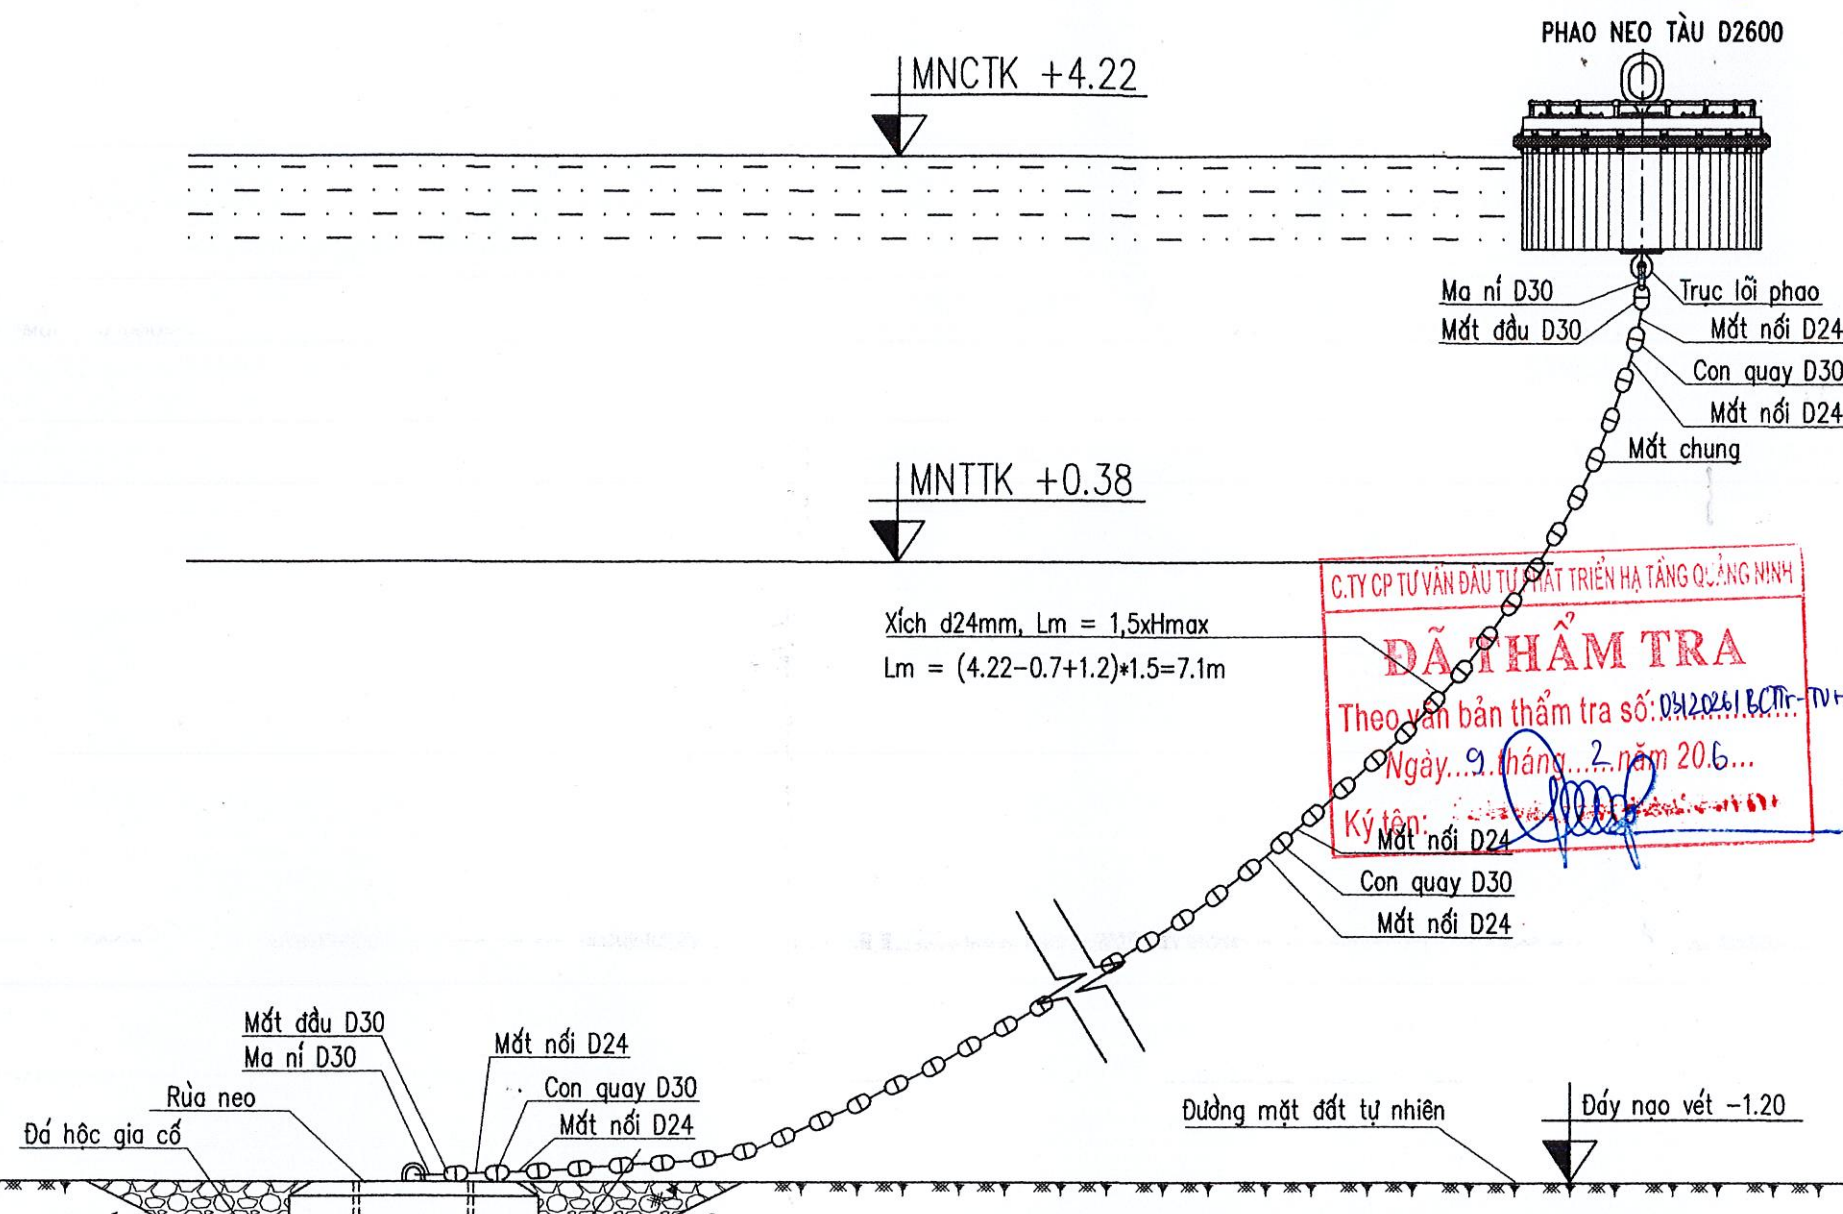 PHAO NEO TÀU D2600
MNCTK +4.22
Ma ní D30
Trục lõi phao
Mắt đầu D30
Mắt nối D24
Con quay D30
Mắt nối D24
Mắt chung
MNTTK +0.38
C.TY CP TƯ VẤN ĐẦU TƯ PHÁT TRIỂN HẠ TẦNG QUẢNG NINH
Xích d24mm, Lm = 1,5xHmax
Lm = (4.22-0.7+1.2)*1.5=7.1m
ĐÃ THẨM TRA
Theo văn bản thẩm tra số:
Ngày...9...tháng...2...năm 20.6...
Ký tên:
Mắt nối D24
Con quay D30
Mắt nối D24
Mắt đầu D30
Ma ní D30
Mắt nối D24
Rùa neo
Con quay D30
Đá hộc gia cố
Mắt nối D24
Đường mặt đất tự nhiên
Đáy nạo vét -1.20